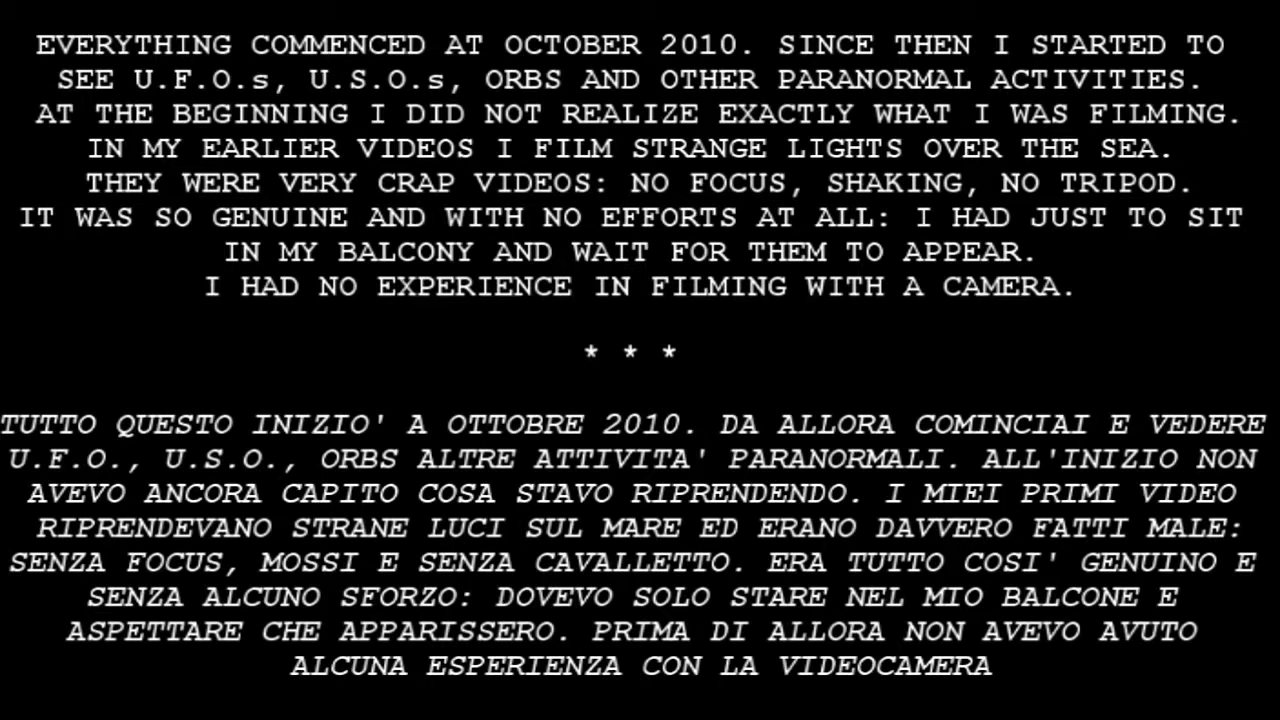 EVERYTHING COMMENCED AT OCTOBER 2010. SINCE THEN I STARTED TO
SEE U.F.O.s, U.S.O.s, ORBS AND OTHER PARANORMAL ACTIVITIES.
AT THE BEGINNING I DID NOT REALIZE EXACTLY WHAT I WAS FILMING.
IN MY EARLIER VIDEOS I FILM STRANGE LIGHTS OVER THE SEA.
THEY WERE VERY CRAP VIDEOS: NO FOCUS, SHAKING, NO TRIPOD.
IT WAS SO GENUINE AND WITH NO EFFORTS AT ALL: I HAD JUST TO SIT
IN MY BALCONY AND WAIT FOR THEM TO APPEAR.
I HAD NO EXPERIENCE IN FILMING WITH A CAMERA.
* * *
TUTTO QUESTO INIZIO' A OTTOBRE 2010. DA ALLORA COMINCIAI E VEDERE
U.F.O., U.S.O., ORBS ALTRE ATTIVITA' PARANORMALI. ALL'INIZIO NON
AVEVO ANCORA CAPITO COSA STAVO RIPRENDENDO. I MIEI PRIMI VIDEO
RIPRENDEVANO STRANE LUCI SUL MARE ED ERANO DAVVERO FATTI MALE:
SENZA FOCUS, MOSSI E SENZA CAVALLETTO. ERA TUTTO COSI' GENUINO E
SENZA ALCUNO SFORZO: DOVEVO SOLO STARE NEL MIO BALCONE E
ASPETTARE CHE APPARISSERO. PRIMA DI ALLORA NON AVEVO AVUTO
ALCUNA ESPERIENZA CON LA VIDEOCAMERA